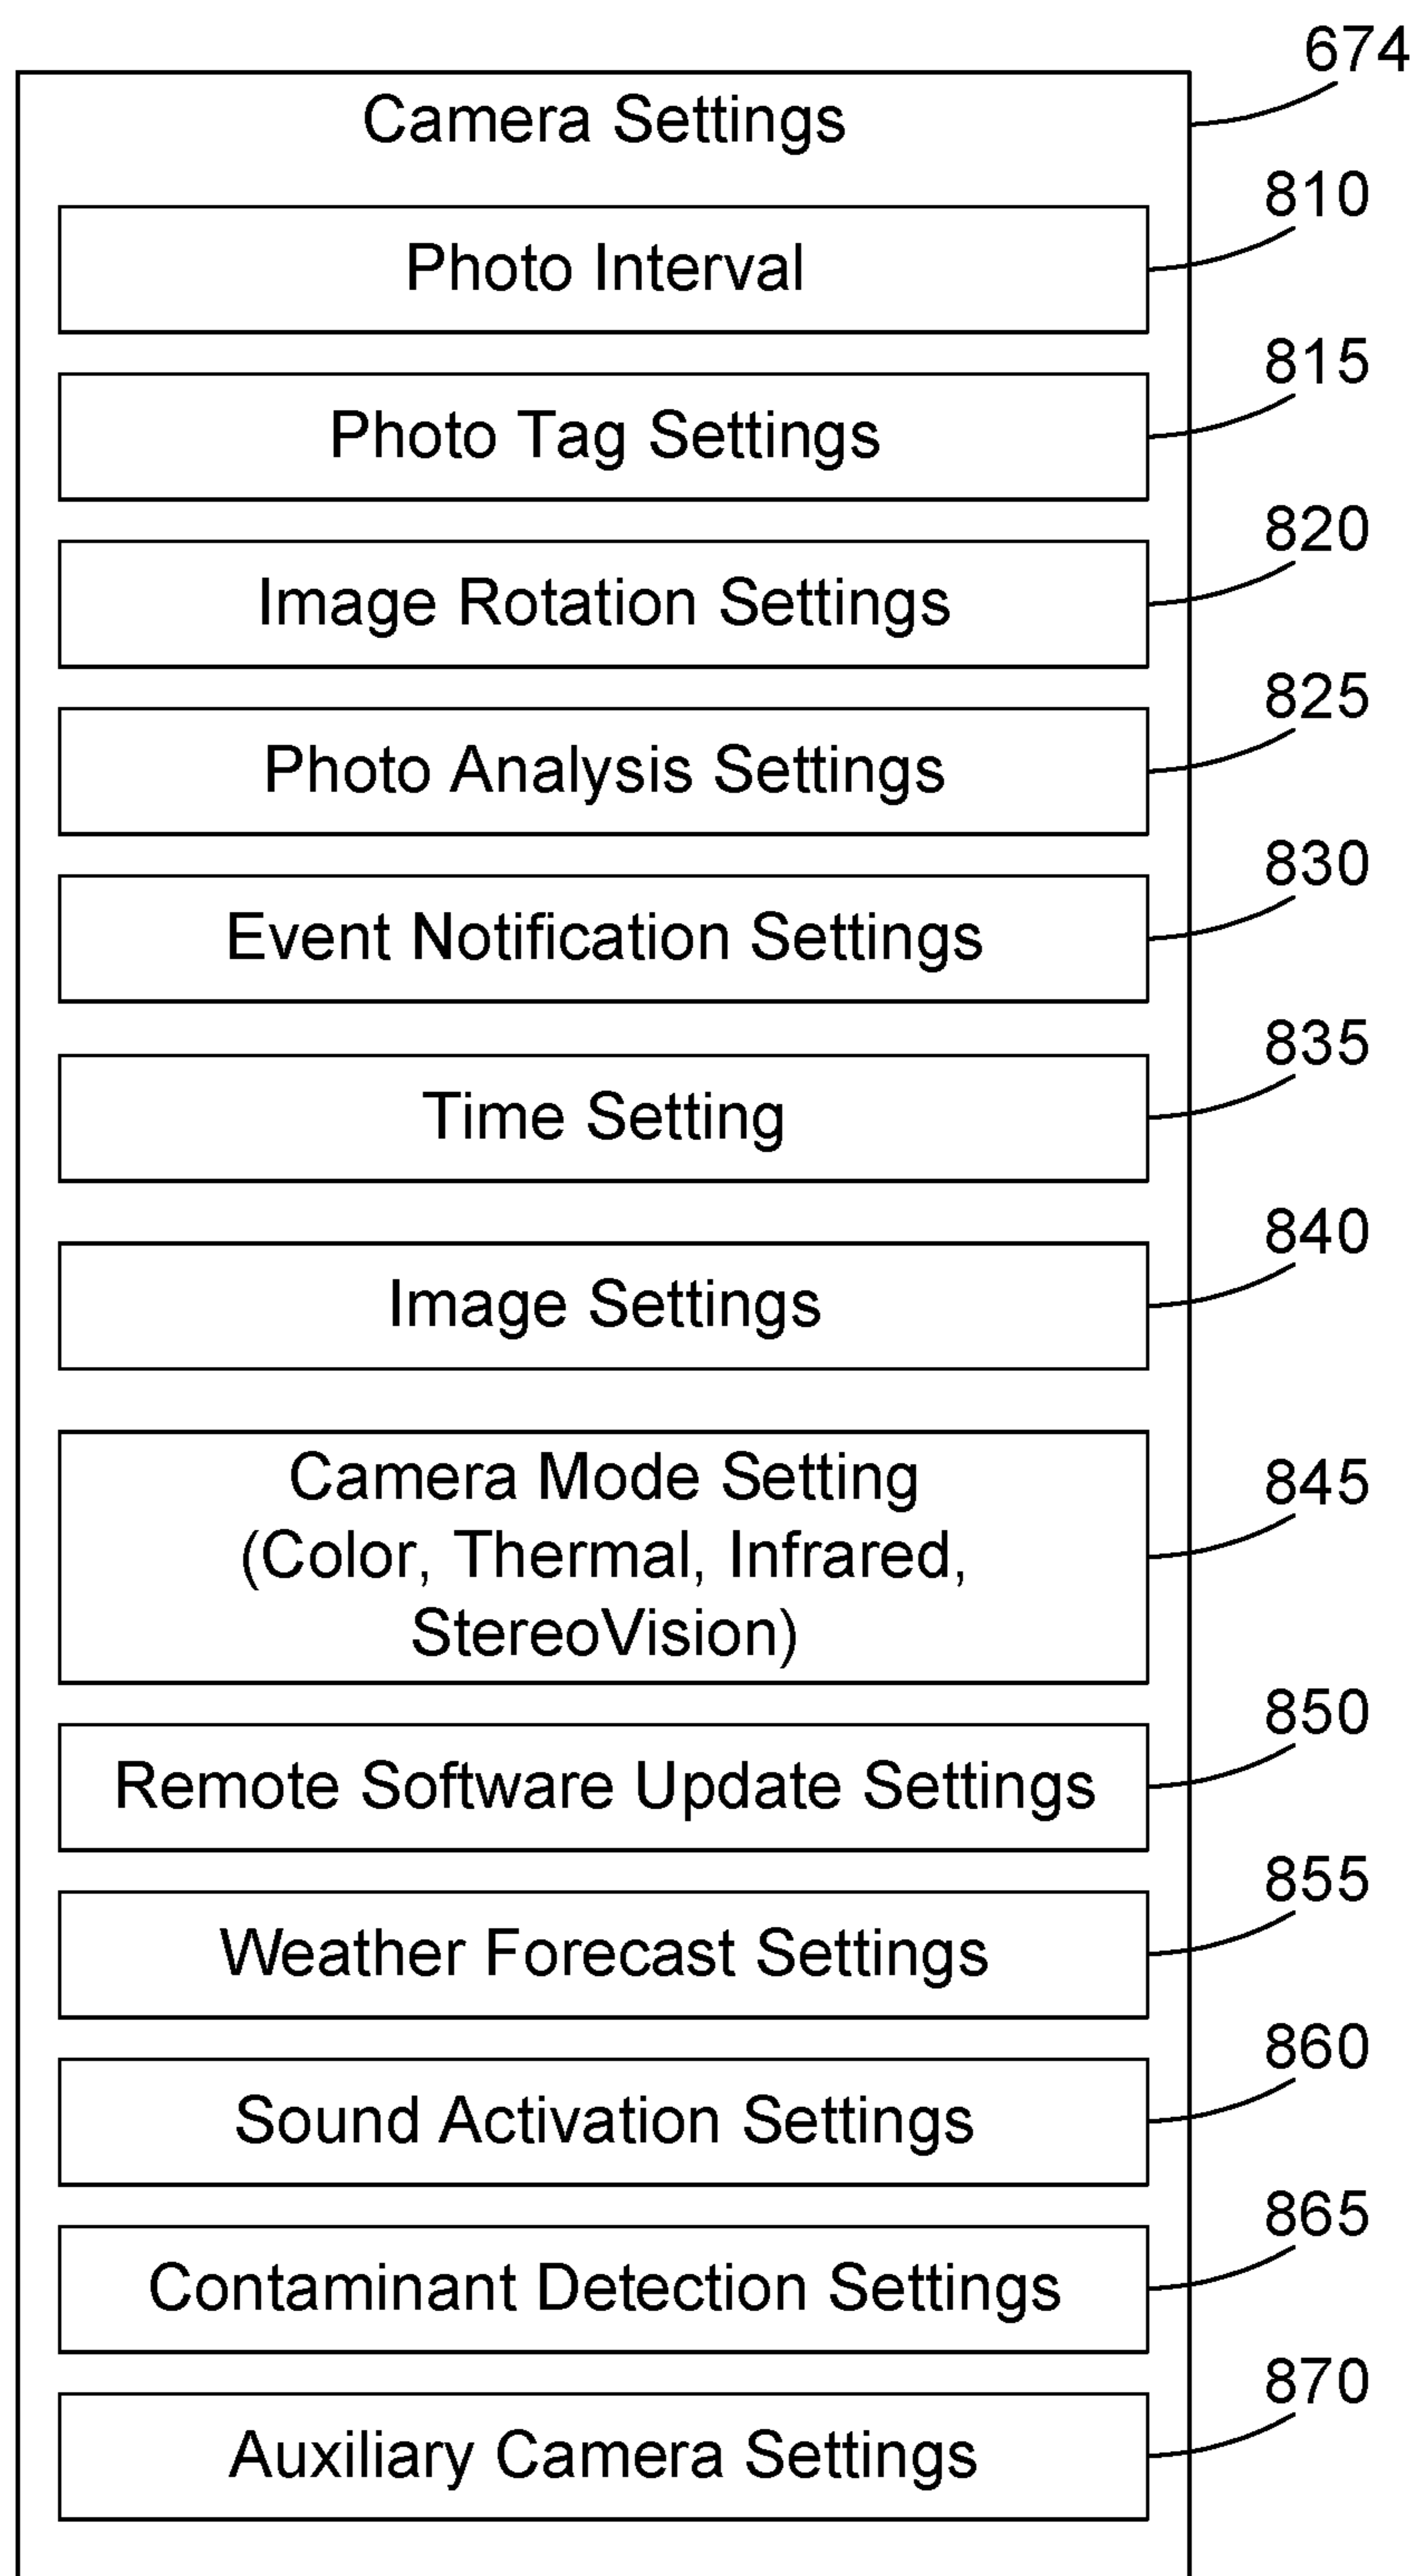 674
Camera Settings
810
Photo Interval
815
Photo Tag Settings
820
Image Rotation Settings
825
Photo Analysis Settings
830
Event Notification Settings
835
Time Setting
840
Image Settings
845
Camera Mode Setting
(Color, Thermal, Infrared,
StereoVision)
850
Remote Software Update Settings
855
Weather Forecast Settings
860
Sound Activation Settings
865
Contaminant Detection Settings
870
Auxiliary Camera Settings